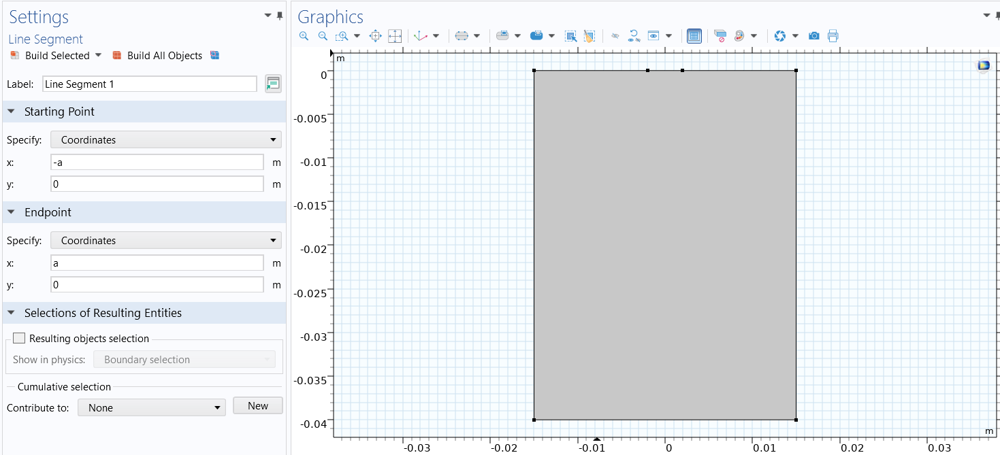 Settings
Line Segment
Build Selected Build All Objects
Label: Line Segment 1
Starting Point
Specify: Coordinates
x: -a m
y: 0 m
Endpoint
Specify: Coordinates
x: a m
y: 0 m
Selections of Resulting Entities
Resulting objects selection
Show in physics: Boundary selection
Cumulative selection
Contribute to: None New
Graphics
m
0
-0.005
-0.01
-0.015
-0.02
-0.025
-0.03
-0.035
-0.04
m
-0.03 -0.02 -0.01 0 0.01 0.02 0.03